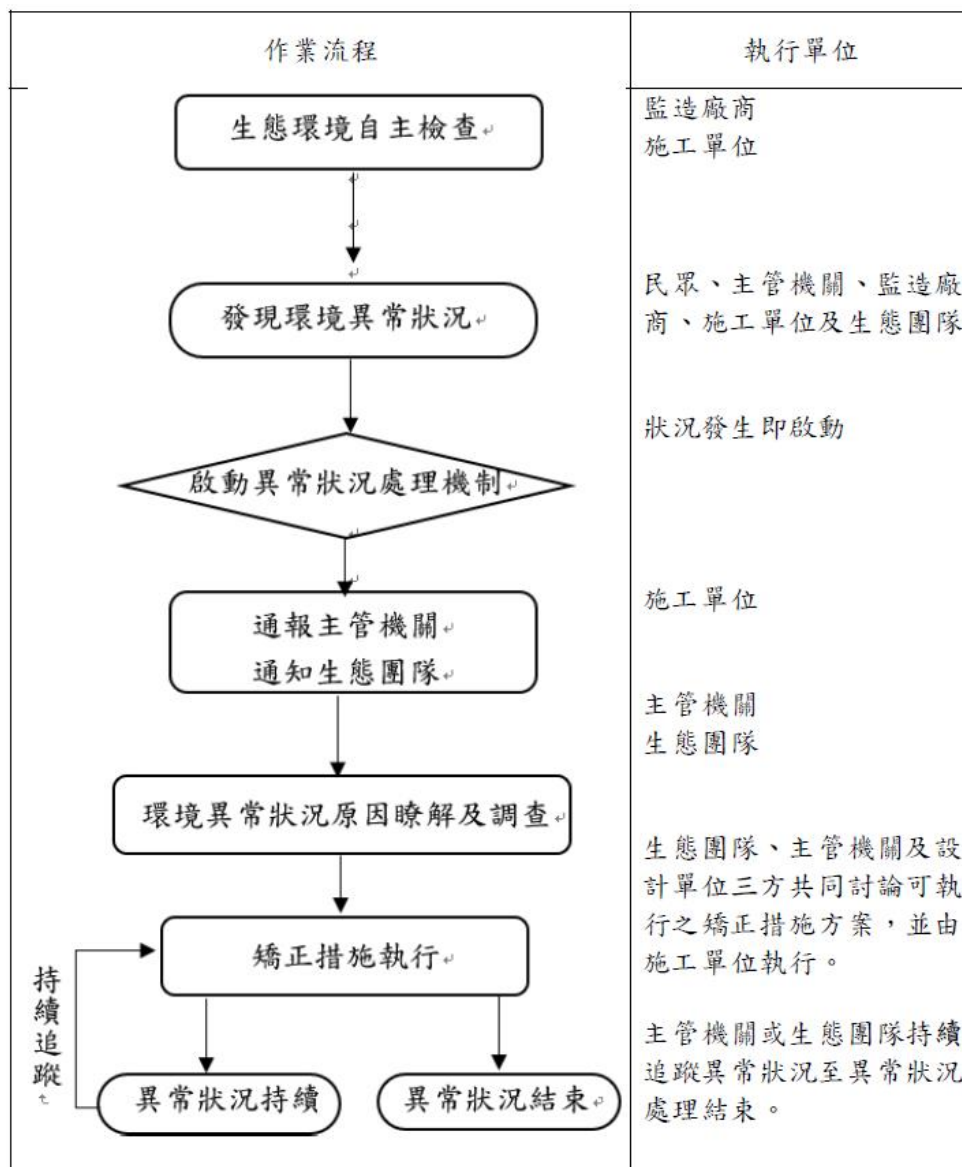 作業流程
執行單位
生態環境自主檢查
監造廠商
施工單位
發現環境異常狀況
民眾、主管機關、監造廠
商、施工單位及生態團隊
啟動異常狀況處理機制
狀況發生即啟動
通報主管機關
通知生態團隊
施工單位
主管機關
生態團隊
環境異常狀況原因瞭解及調查
生態團隊、主管機關及設
計單位三方共同討論可執
行之矯正措施方案，並由
施工單位執行。
矯正措施執行
持續追蹤
異常狀況持續
異常狀況結束
主管機關或生態團隊持續
追蹤異常狀況至異常狀況
處理結束。